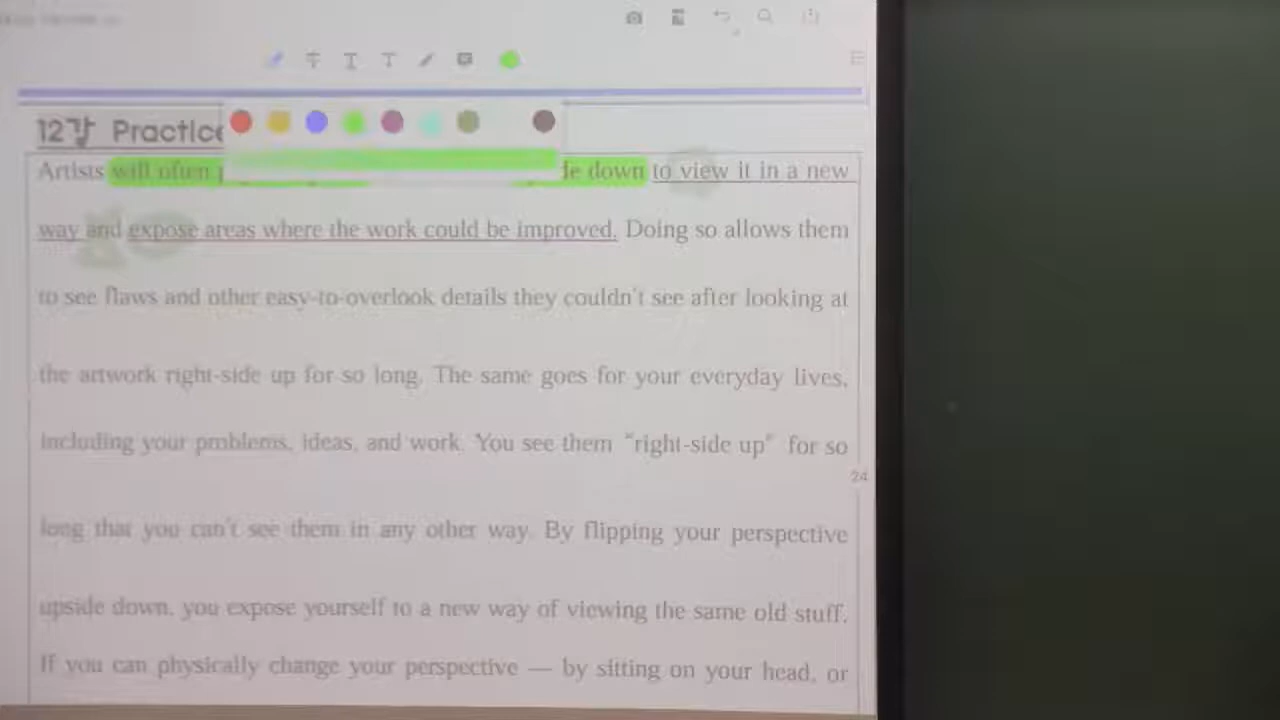 12강 Practice
Artists will often de down to view it in a new
way and expose areas where the work could be improved. Doing so allows them
to see flaws and other easy-to-overlook details they couldn't see after looking at
the artwork right-side up for so long. The same goes for your everyday lives,
including your problems, ideas, and work. You see them "right-side up" for so
24
long that you can't see them in any other way. By flipping your perspective
upside down, you expose yourself to a new way of viewing the same old stuff.
If you can physically change your perspective — by sitting on your head, or